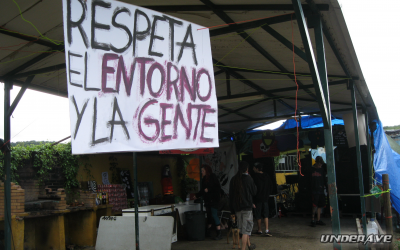 RESPETA
EL ENTORNO
Y LA GENTE
UNDERAVE